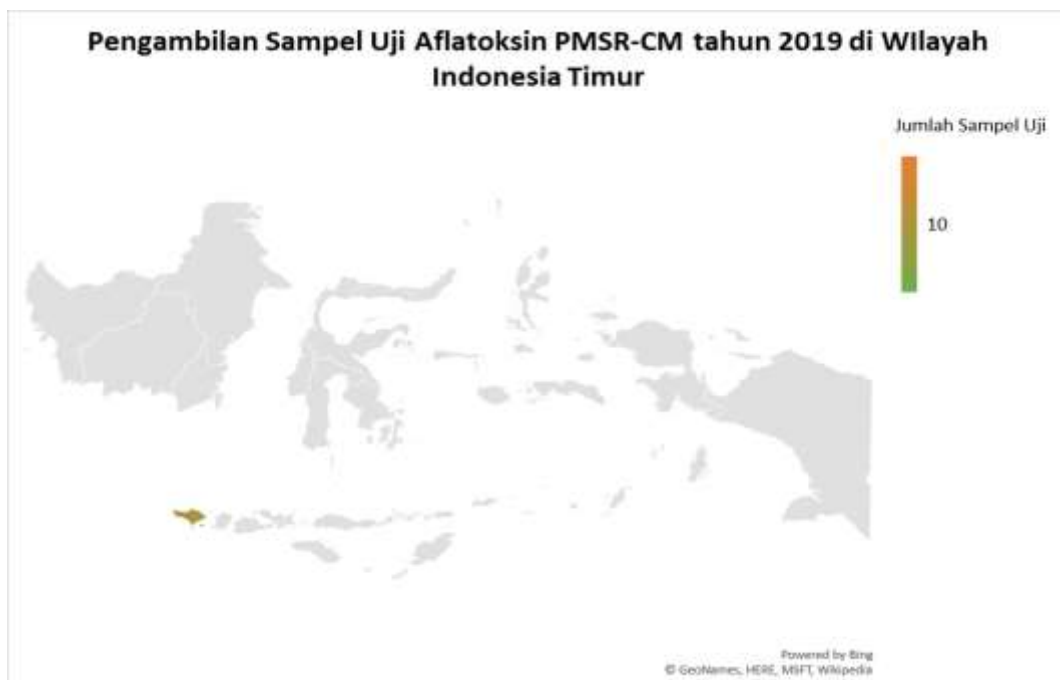 Pengambilan Sampel Uji Aflatoksin PMSR-CM tahun 2019 di WIlayah
Indonesia Timur
Jumlah Sampel Uji
10
Powered by Bing
© GeoNames, HERE, MSFT, Wikipedia